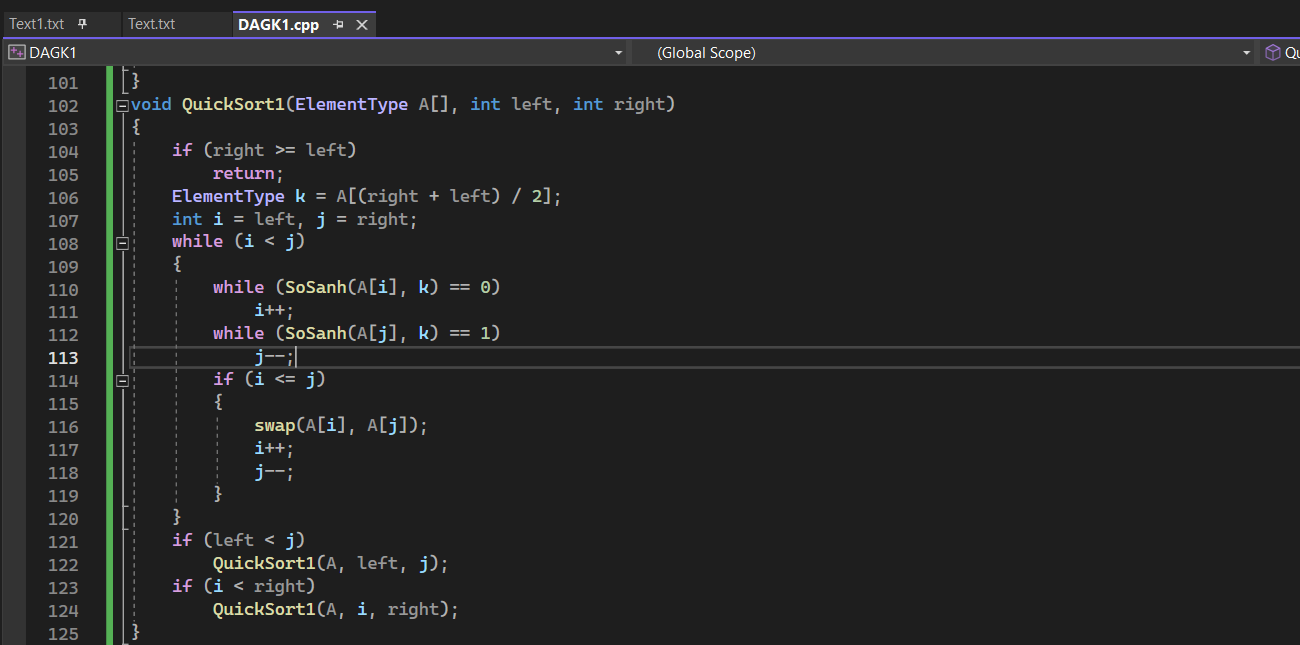 Text1.txt Text.txt DAGK1.cpp
DAGK1 (Global Scope) Qu
101 }
102 void QuickSort1(ElementType A[], int left, int right)
103 {
104     if (right >= left)
105         return;
106     ElementType k = A[(right + left) / 2];
107     int i = left, j = right;
108     while (i < j)
109     {
110         while (SoSanh(A[i], k) == 0)
111             i++;
112         while (SoSanh(A[j], k) == 1)
113             j--;
114         if (i <= j)
115         {
116             swap(A[i], A[j]);
117             i++;
118             j--;
119         }
120     }
121     if (left < j)
122         QuickSort1(A, left, j);
123     if (i < right)
124         QuickSort1(A, i, right);
125 }